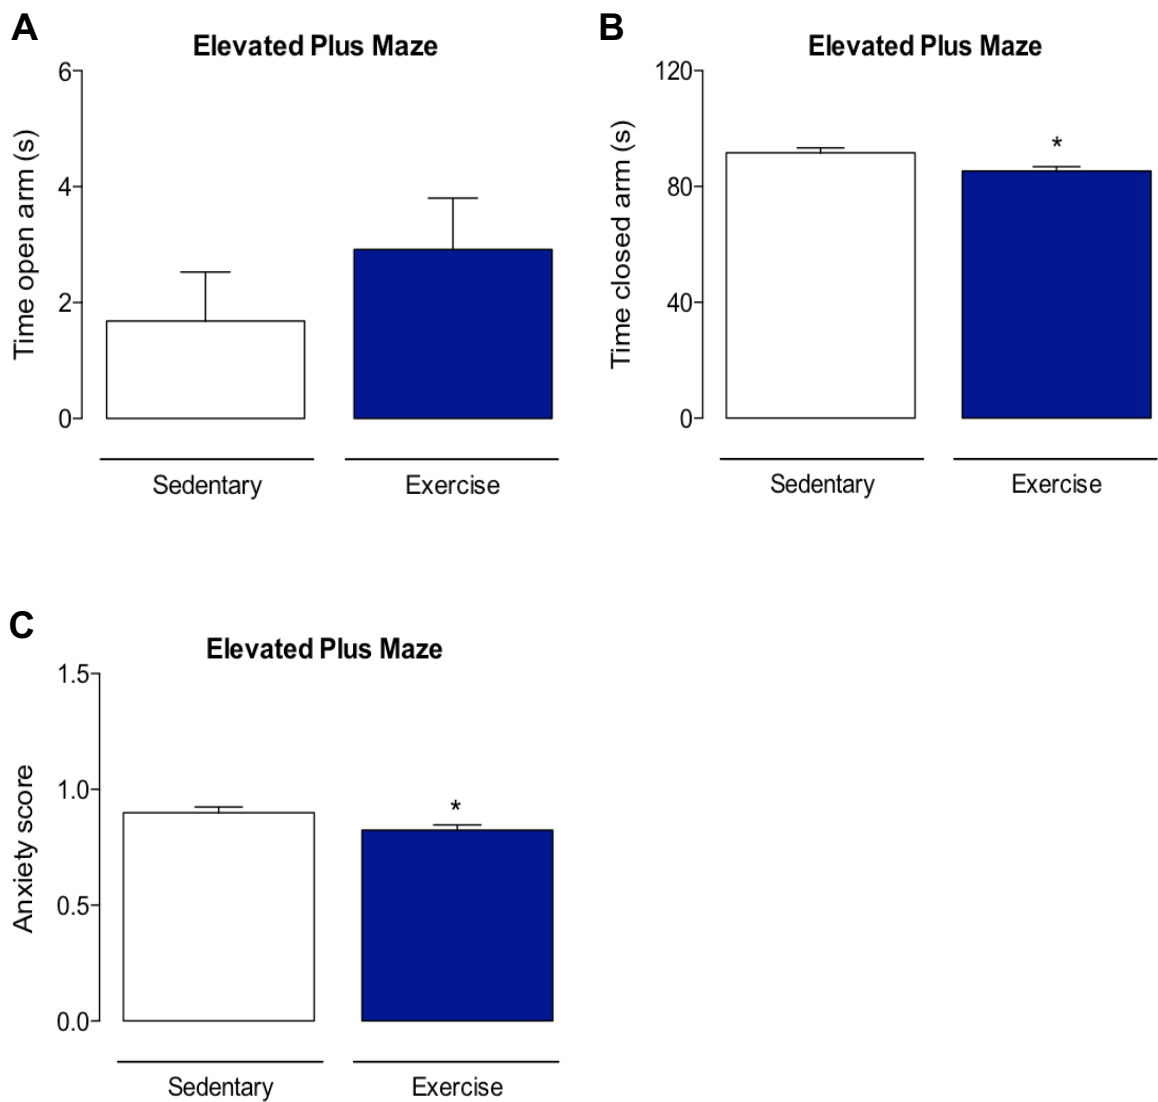 A
Elevated Plus Maze
Time open arm (s)
6
4
2
0
Sedentary Exercise
B
Elevated Plus Maze
Time closed arm (s)
120
80
40
0
*
Sedentary Exercise
C
Elevated Plus Maze
Anxiety score
1.5
1.0
0.5
0.0
*
Sedentary Exercise